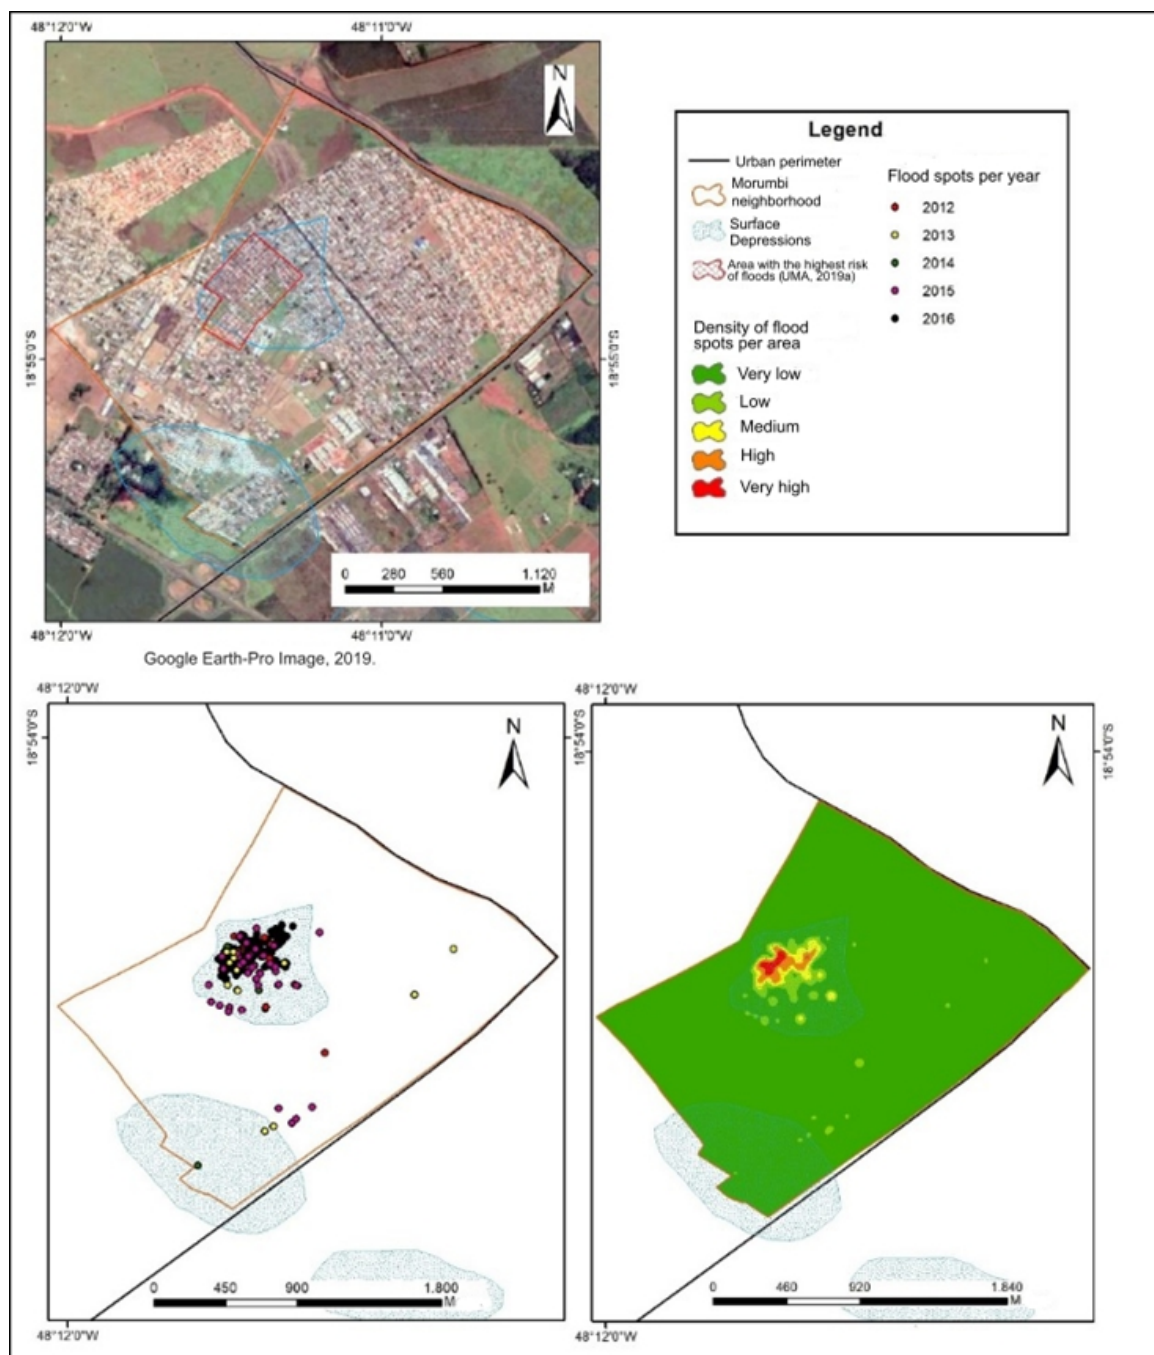 48°12'0"W
48°11'0"W
N
18°55'0"S
18°55'0"S
0 280 560 1.120
M
48°12'0"W
48°11'0"W
Google Earth-Pro Image, 2019.
Legend
Urban perimeter
Morumbi
neighborhood
Surface
Depressions
Area with the highest risk
of floods (UMA, 2019a)
Density of flood
spots per area
Very low
Low
Medium
High
Very high
Flood spots per year
2012
2013
2014
2015
2016
48°12'0"W
18°54'0"S
N
0 450 900 1.800
M
48°12'0"W
48°12'0"W
N
18°54'0"S
18°54'0"S
0 460 920 1.840
M
48°12'0"W